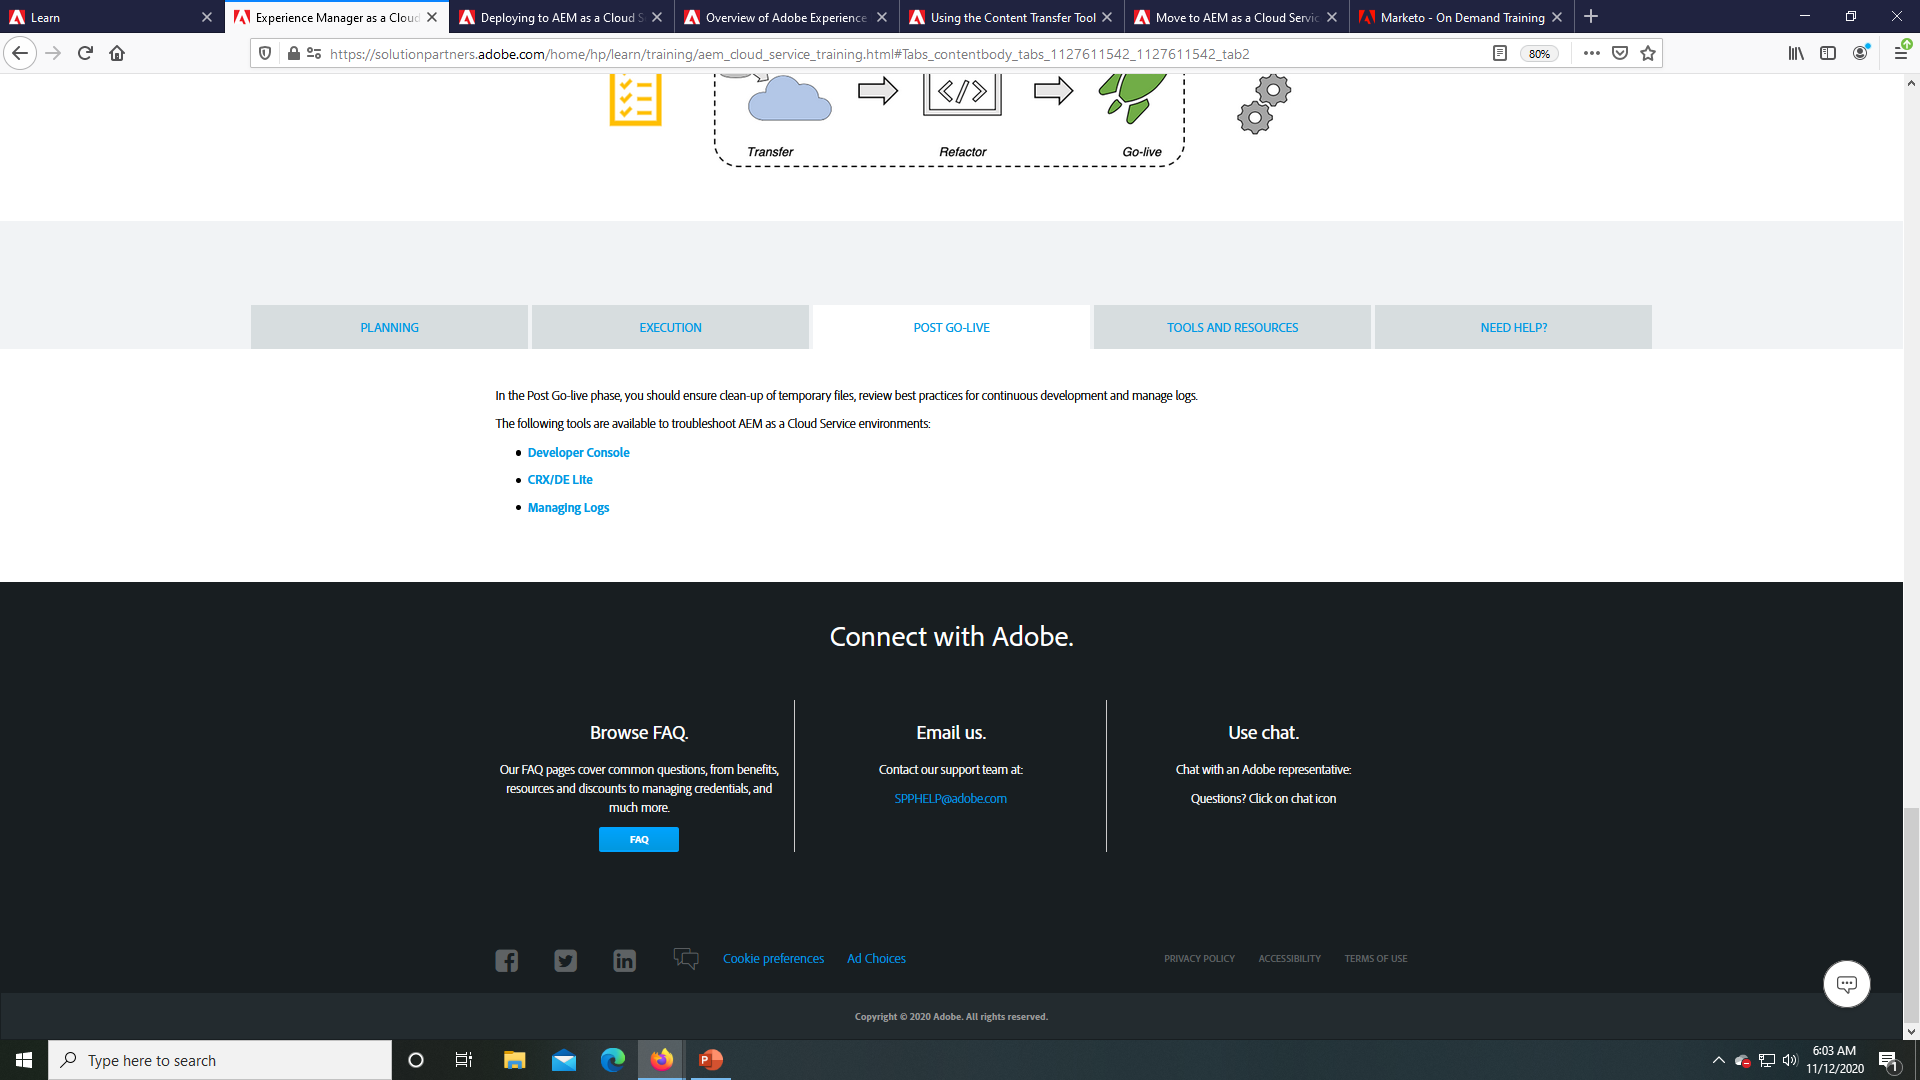 Learn
Experience Manager as a Cloud
Deploying to AEM as a Cloud S
Overview of Adobe Experience
Using the Content Transfer Tool
Move to AEM as a Cloud Servic
Marketo - On Demand Training
https://solutionpartners.adobe.com/home/hp/learn/training/aem_cloud_service_training.html#Tabs_contentbody_tabs_1127611542_1127611542_tab2
80%
</>
Transfer
Refactor
Go-live
PLANNING
EXECUTION
POST GO-LIVE
TOOLS AND RESOURCES
NEED HELP?
In the Post Go-live phase, you should ensure clean-up of temporary files, review best practices for continuous development and manage logs.
The following tools are available to troubleshoot AEM as a Cloud Service environments:
Developer Console
CRX/DE Lite
Managing Logs
Connect with Adobe.
Browse FAQ.
Our FAQ pages cover common questions, from benefits,
resources and discounts to managing credentials, and
much more.
FAQ
Email us.
Contact our support team at:
SPPHELP@adobe.com
Use chat.
Chat with an Adobe representative:
Questions? Click on chat icon
Cookie preferences
Ad Choices
PRIVACY POLICY
ACCESSIBILITY
TERMS OF USE
Copyright © 2020 Adobe. All rights reserved.
Type here to search
6:03 AM
11/12/2020
1